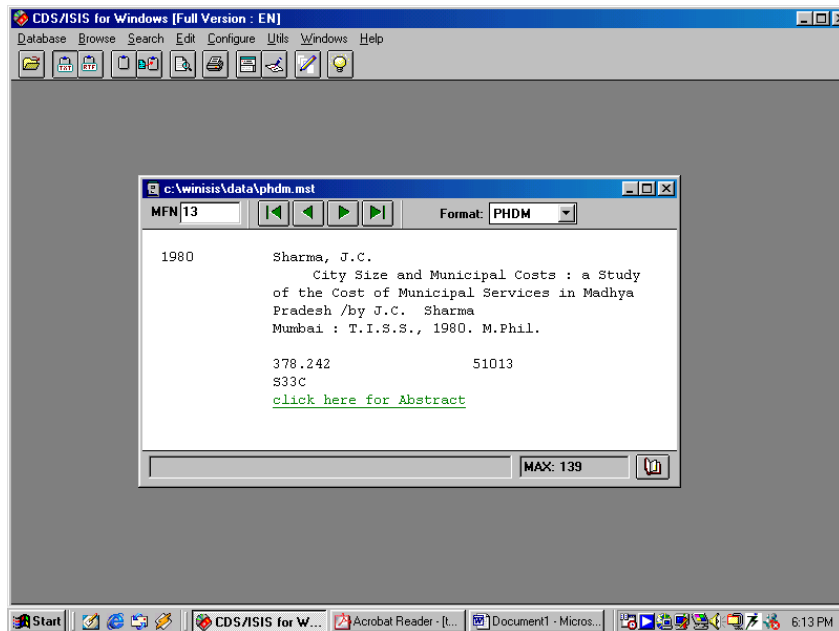 CDS/ISIS for Windows [Full Version : EN]
Database Browse Search Edit Configure Utils Windows Help
TXT RTF
c:\winisis\data\phdm.mst
MFN 13 Format: PHDM
1980 Sharma, J.C.
City Size and Municipal Costs : a Study
of the Cost of Municipal Services in Madhya
Pradesh /by J.C. Sharma
Mumbai : T.I.S.S., 1980. M.Phil.
378.242 51013
S33C
click here for Abstract
MAX: 139
Start CDS/ISIS for W... Acrobat Reader - [t... Document1 - Micros... 6:13 PM